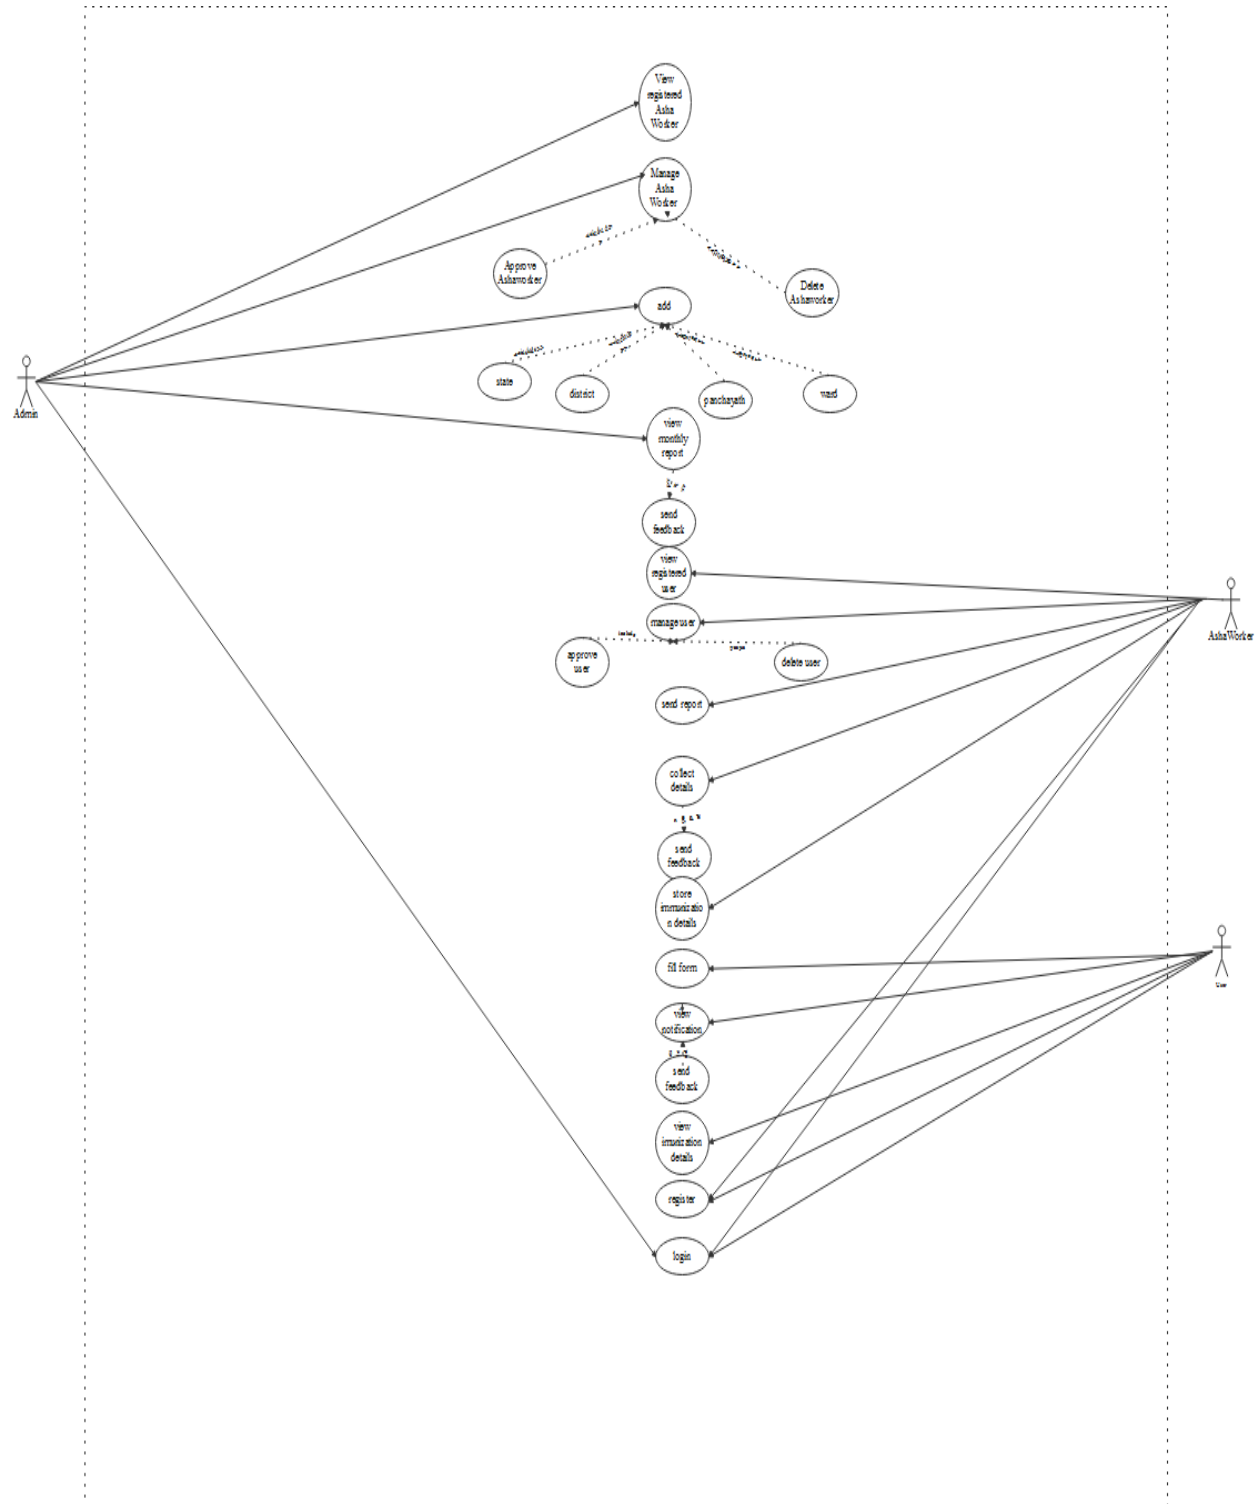 View
registered
Asha
Worker
Manage
Asha
Worker
Approve
Ashaworker
Delete
Ashaworker
add
state
district
panchayath
ward
Admin
view
monthly
report
send
feedback
view
registered
user
manage user
AshaWorker
approve
user
delete user
send report
collect
details
send
feedback
store
immunizatio
n details
fill form
User
view
notification
send
feedback
view
imunization
details
register
login